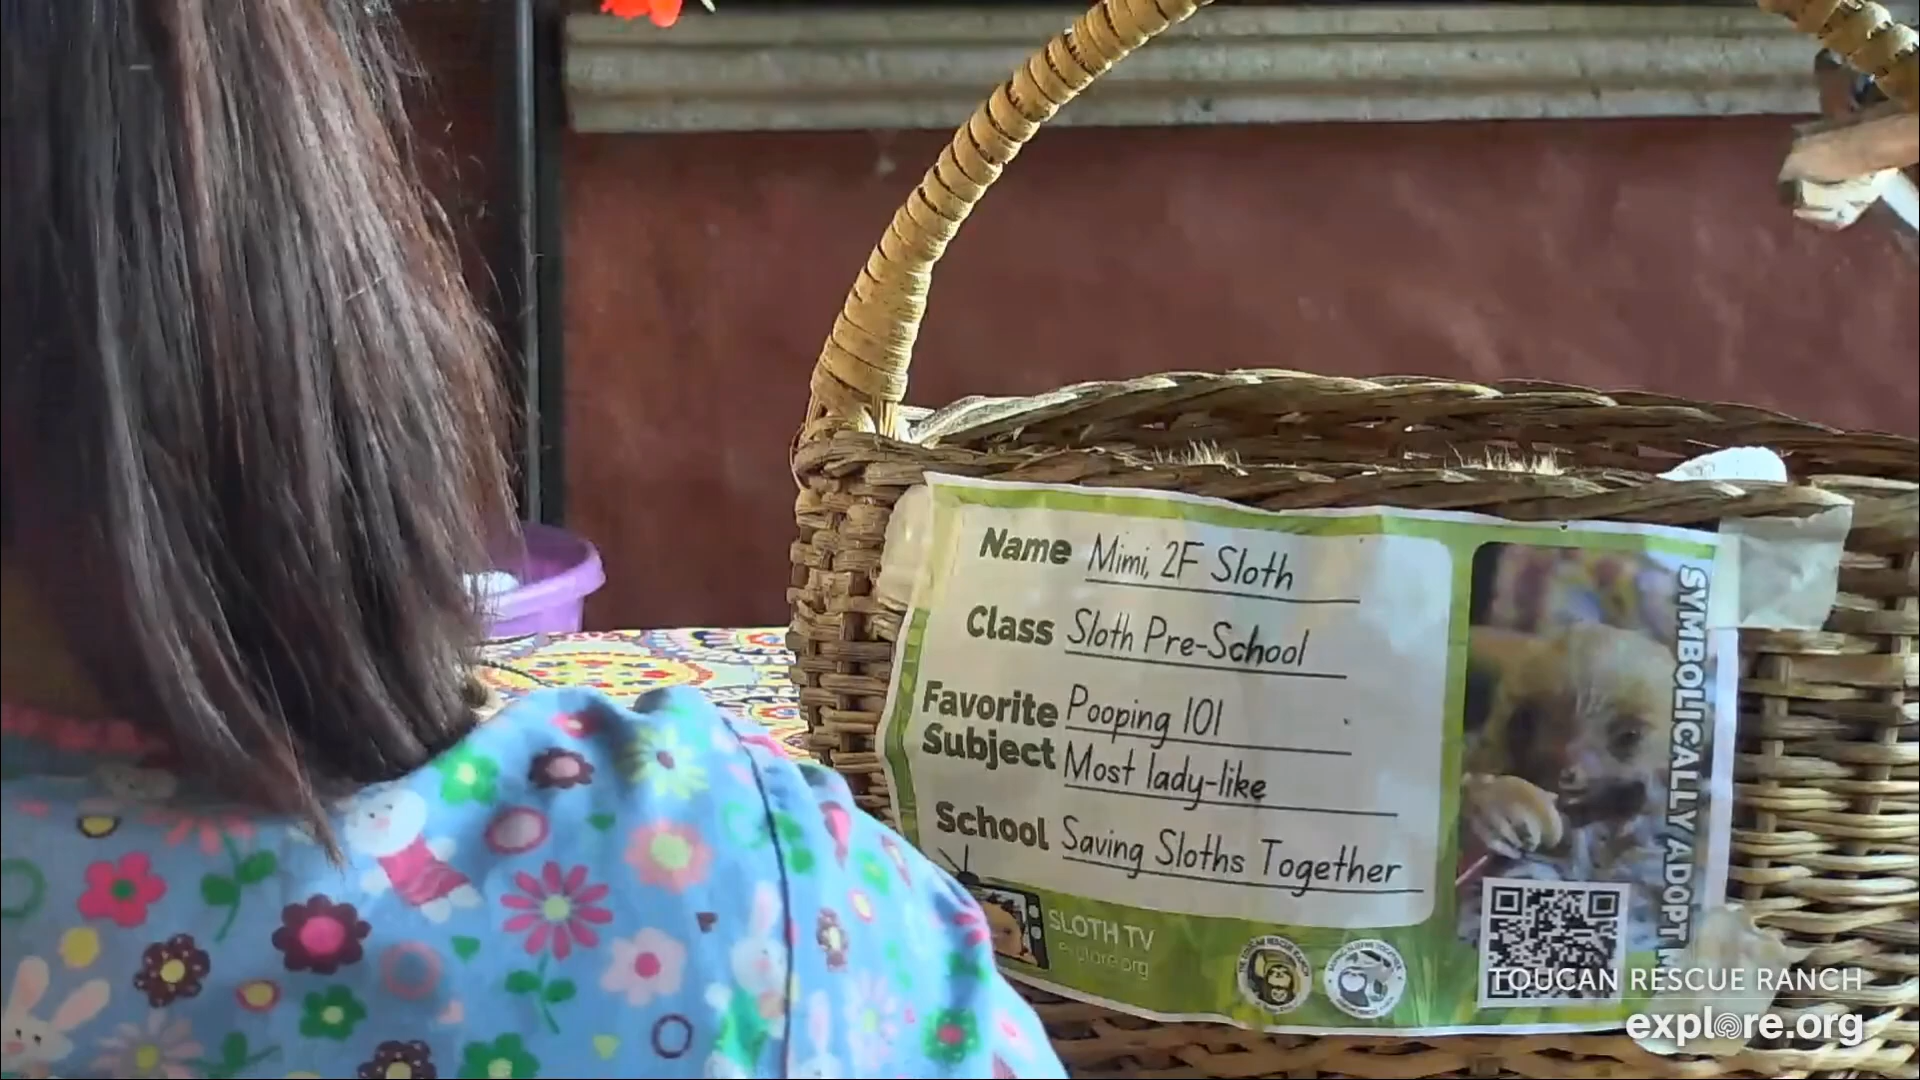 Name Mimi, 2F Sloth
Class Sloth Pre-School
Favorite Subject Pooping 101
Most lady-like
School Saving Sloths Together
SLOTH TV
explore.org
SYMBOLICALLY ADOPT
TOUCAN RESCUE RANCH
explore.org